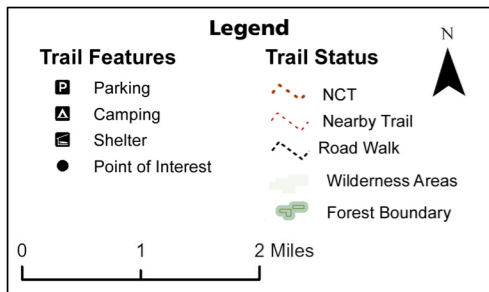 Legend
N
Trail Features
P Parking
Camping
Shelter
Point of Interest
Trail Status
NCT
Nearby Trail
Road Walk
Wilderness Areas
Forest Boundary
0 1 2 Miles